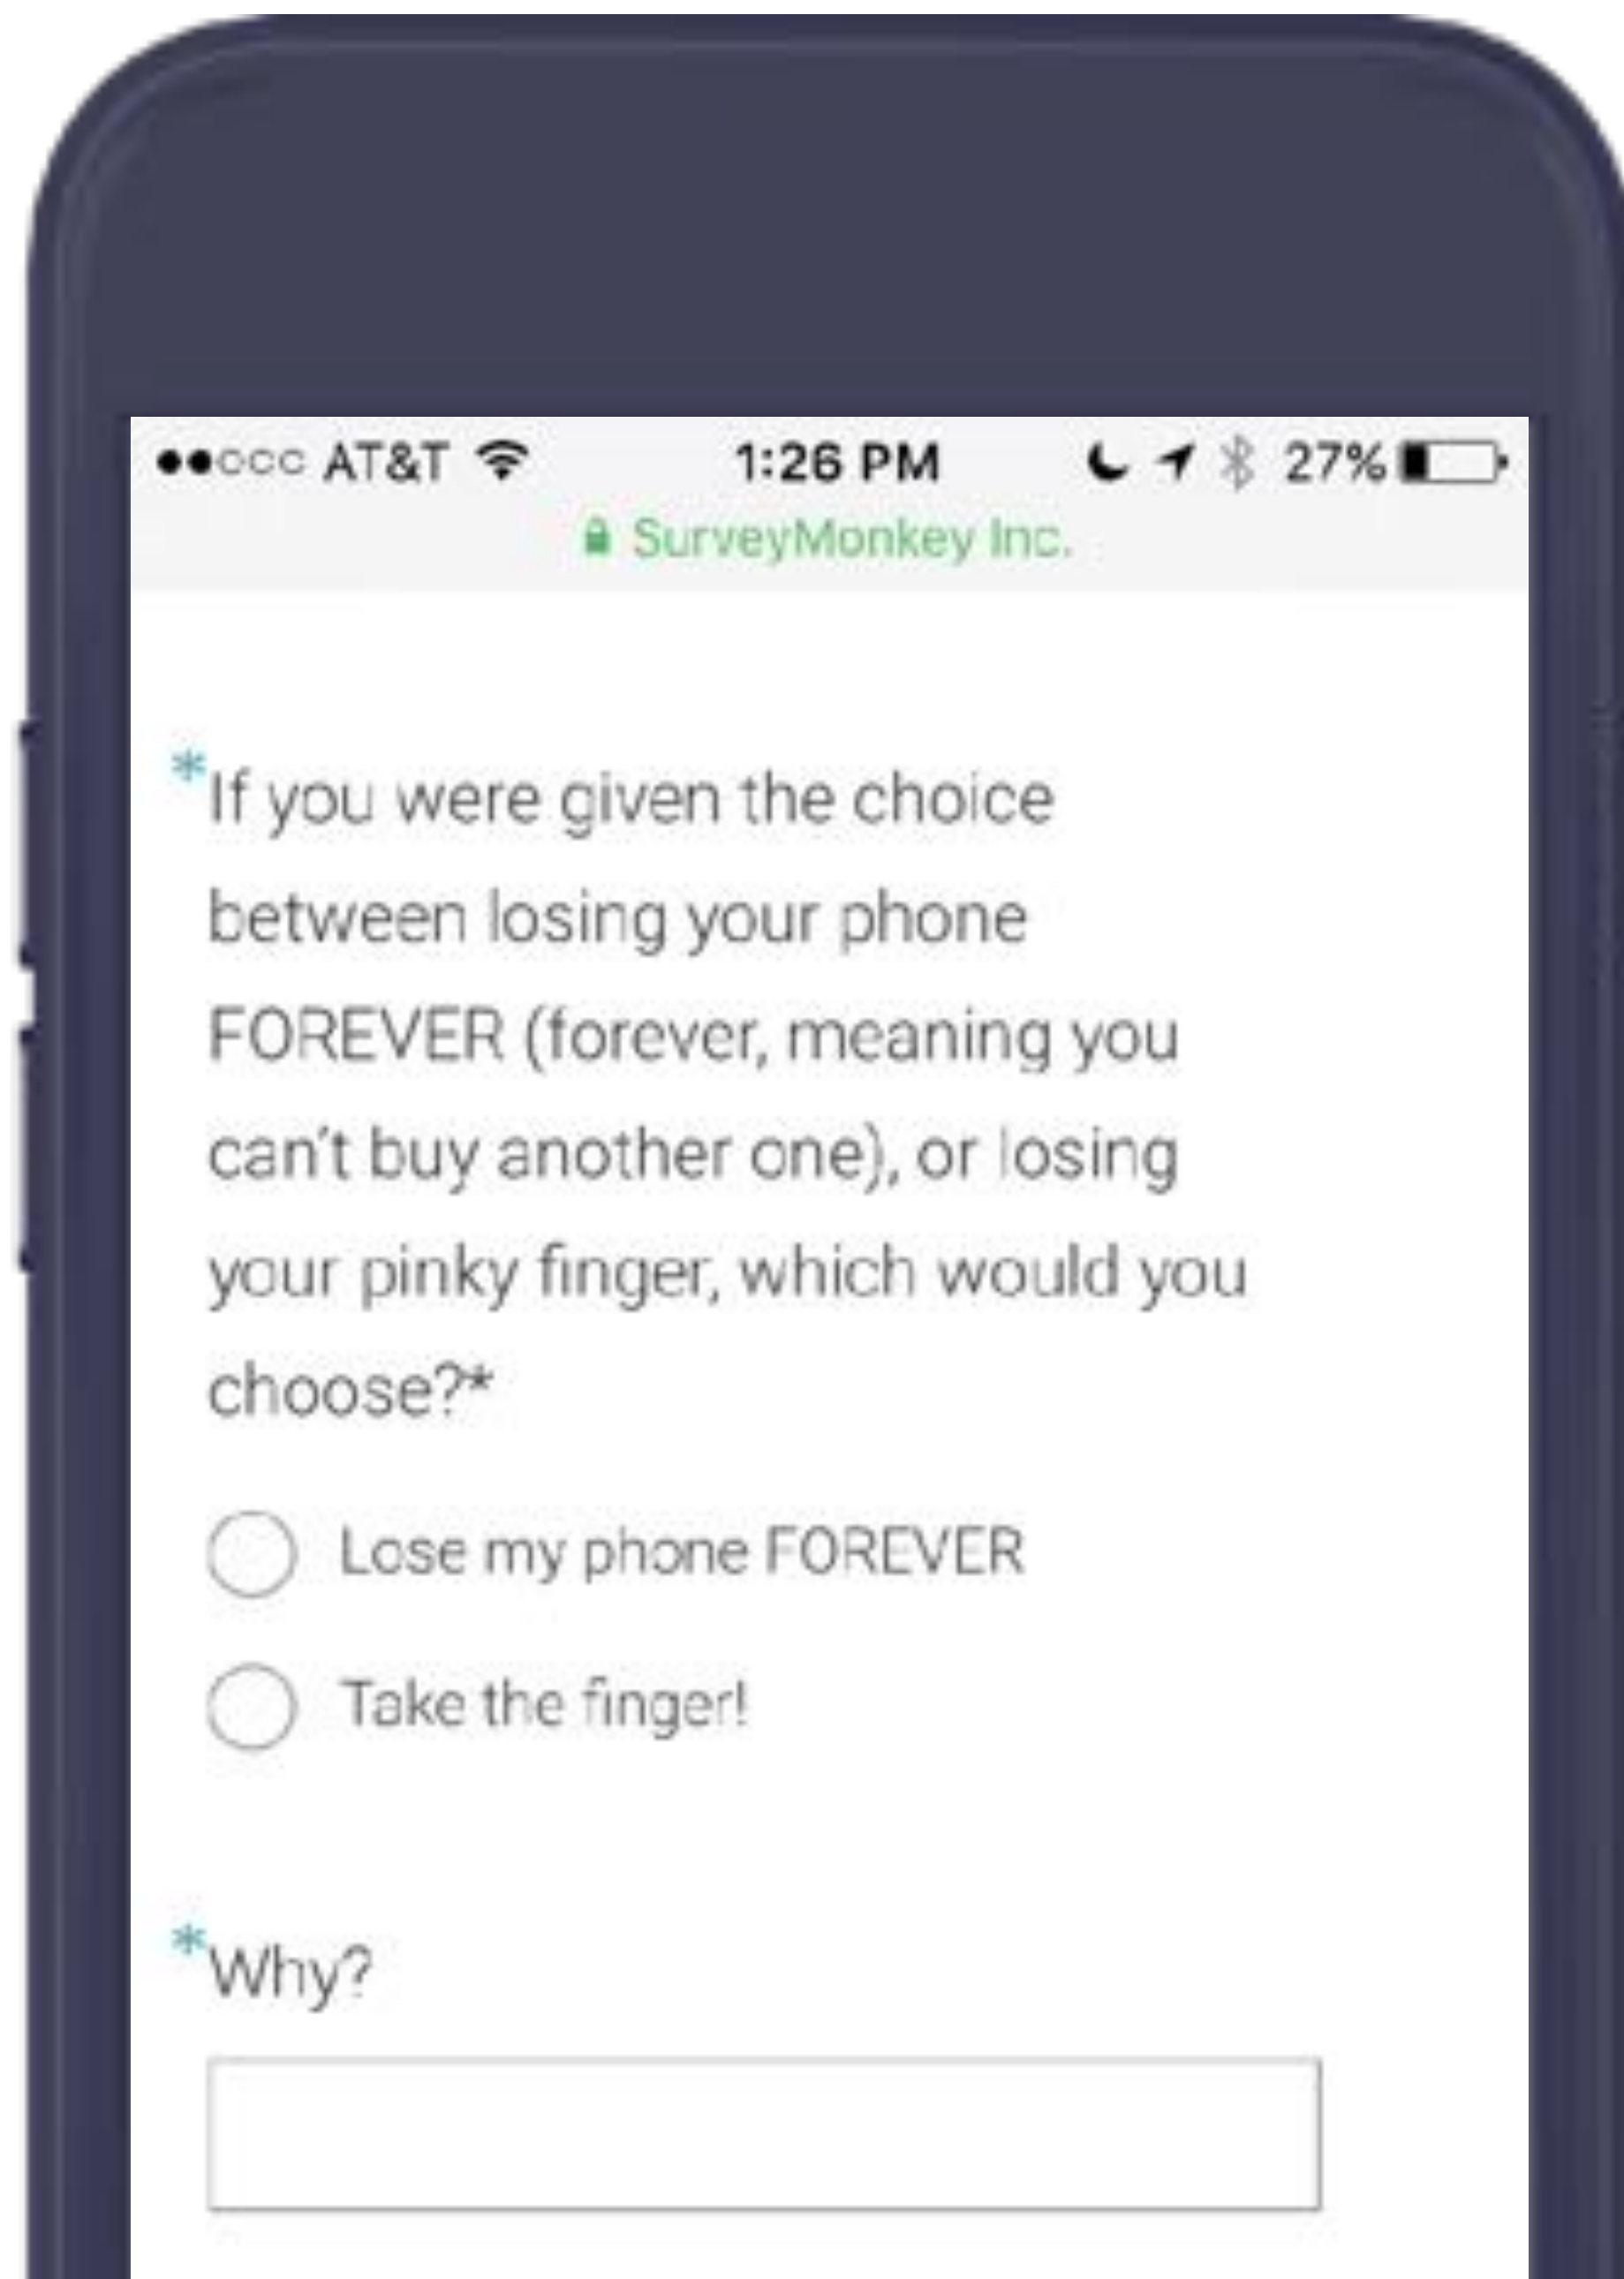 AT&T 1:26 PM 27%
SurveyMonkey Inc.
*If you were given the choice
between losing your phone
FOREVER (forever, meaning you
can't buy another one), or losing
your pinky finger, which would you
choose?*
Lose my phone FOREVER
Take the finger!
*Why?